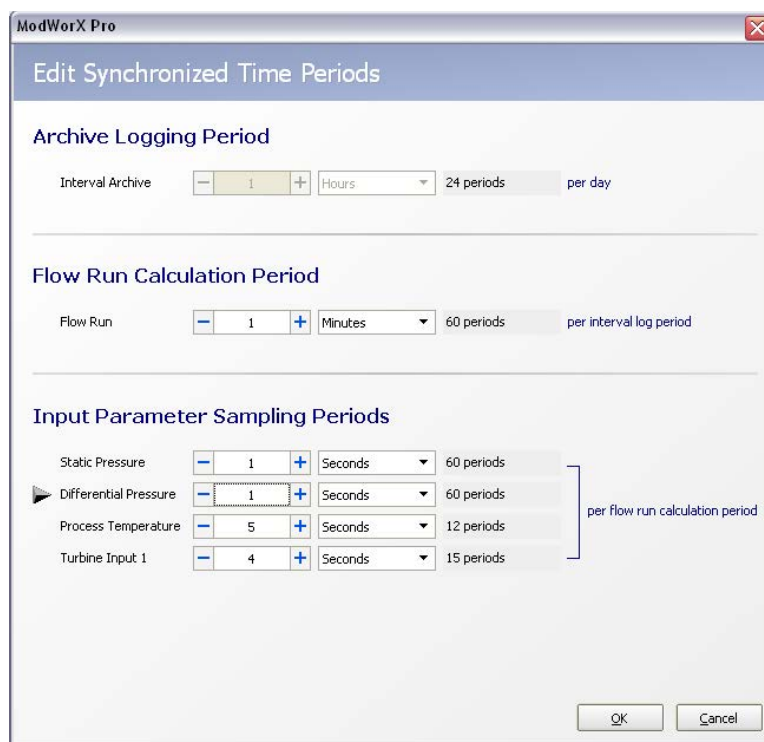 ModWorX Pro
Edit Synchronized Time Periods
Archive Logging Period
Interval Archive − 1 + Hours 24 periods per day
Flow Run Calculation Period
Flow Run − 1 + Minutes 60 periods per interval log period
Input Parameter Sampling Periods
Static Pressure − 1 + Seconds 60 periods
Differential Pressure − 1 + Seconds 60 periods
per flow run calculation period
Process Temperature − 5 + Seconds 12 periods
Turbine Input 1 − 4 + Seconds 15 periods
OK Cancel